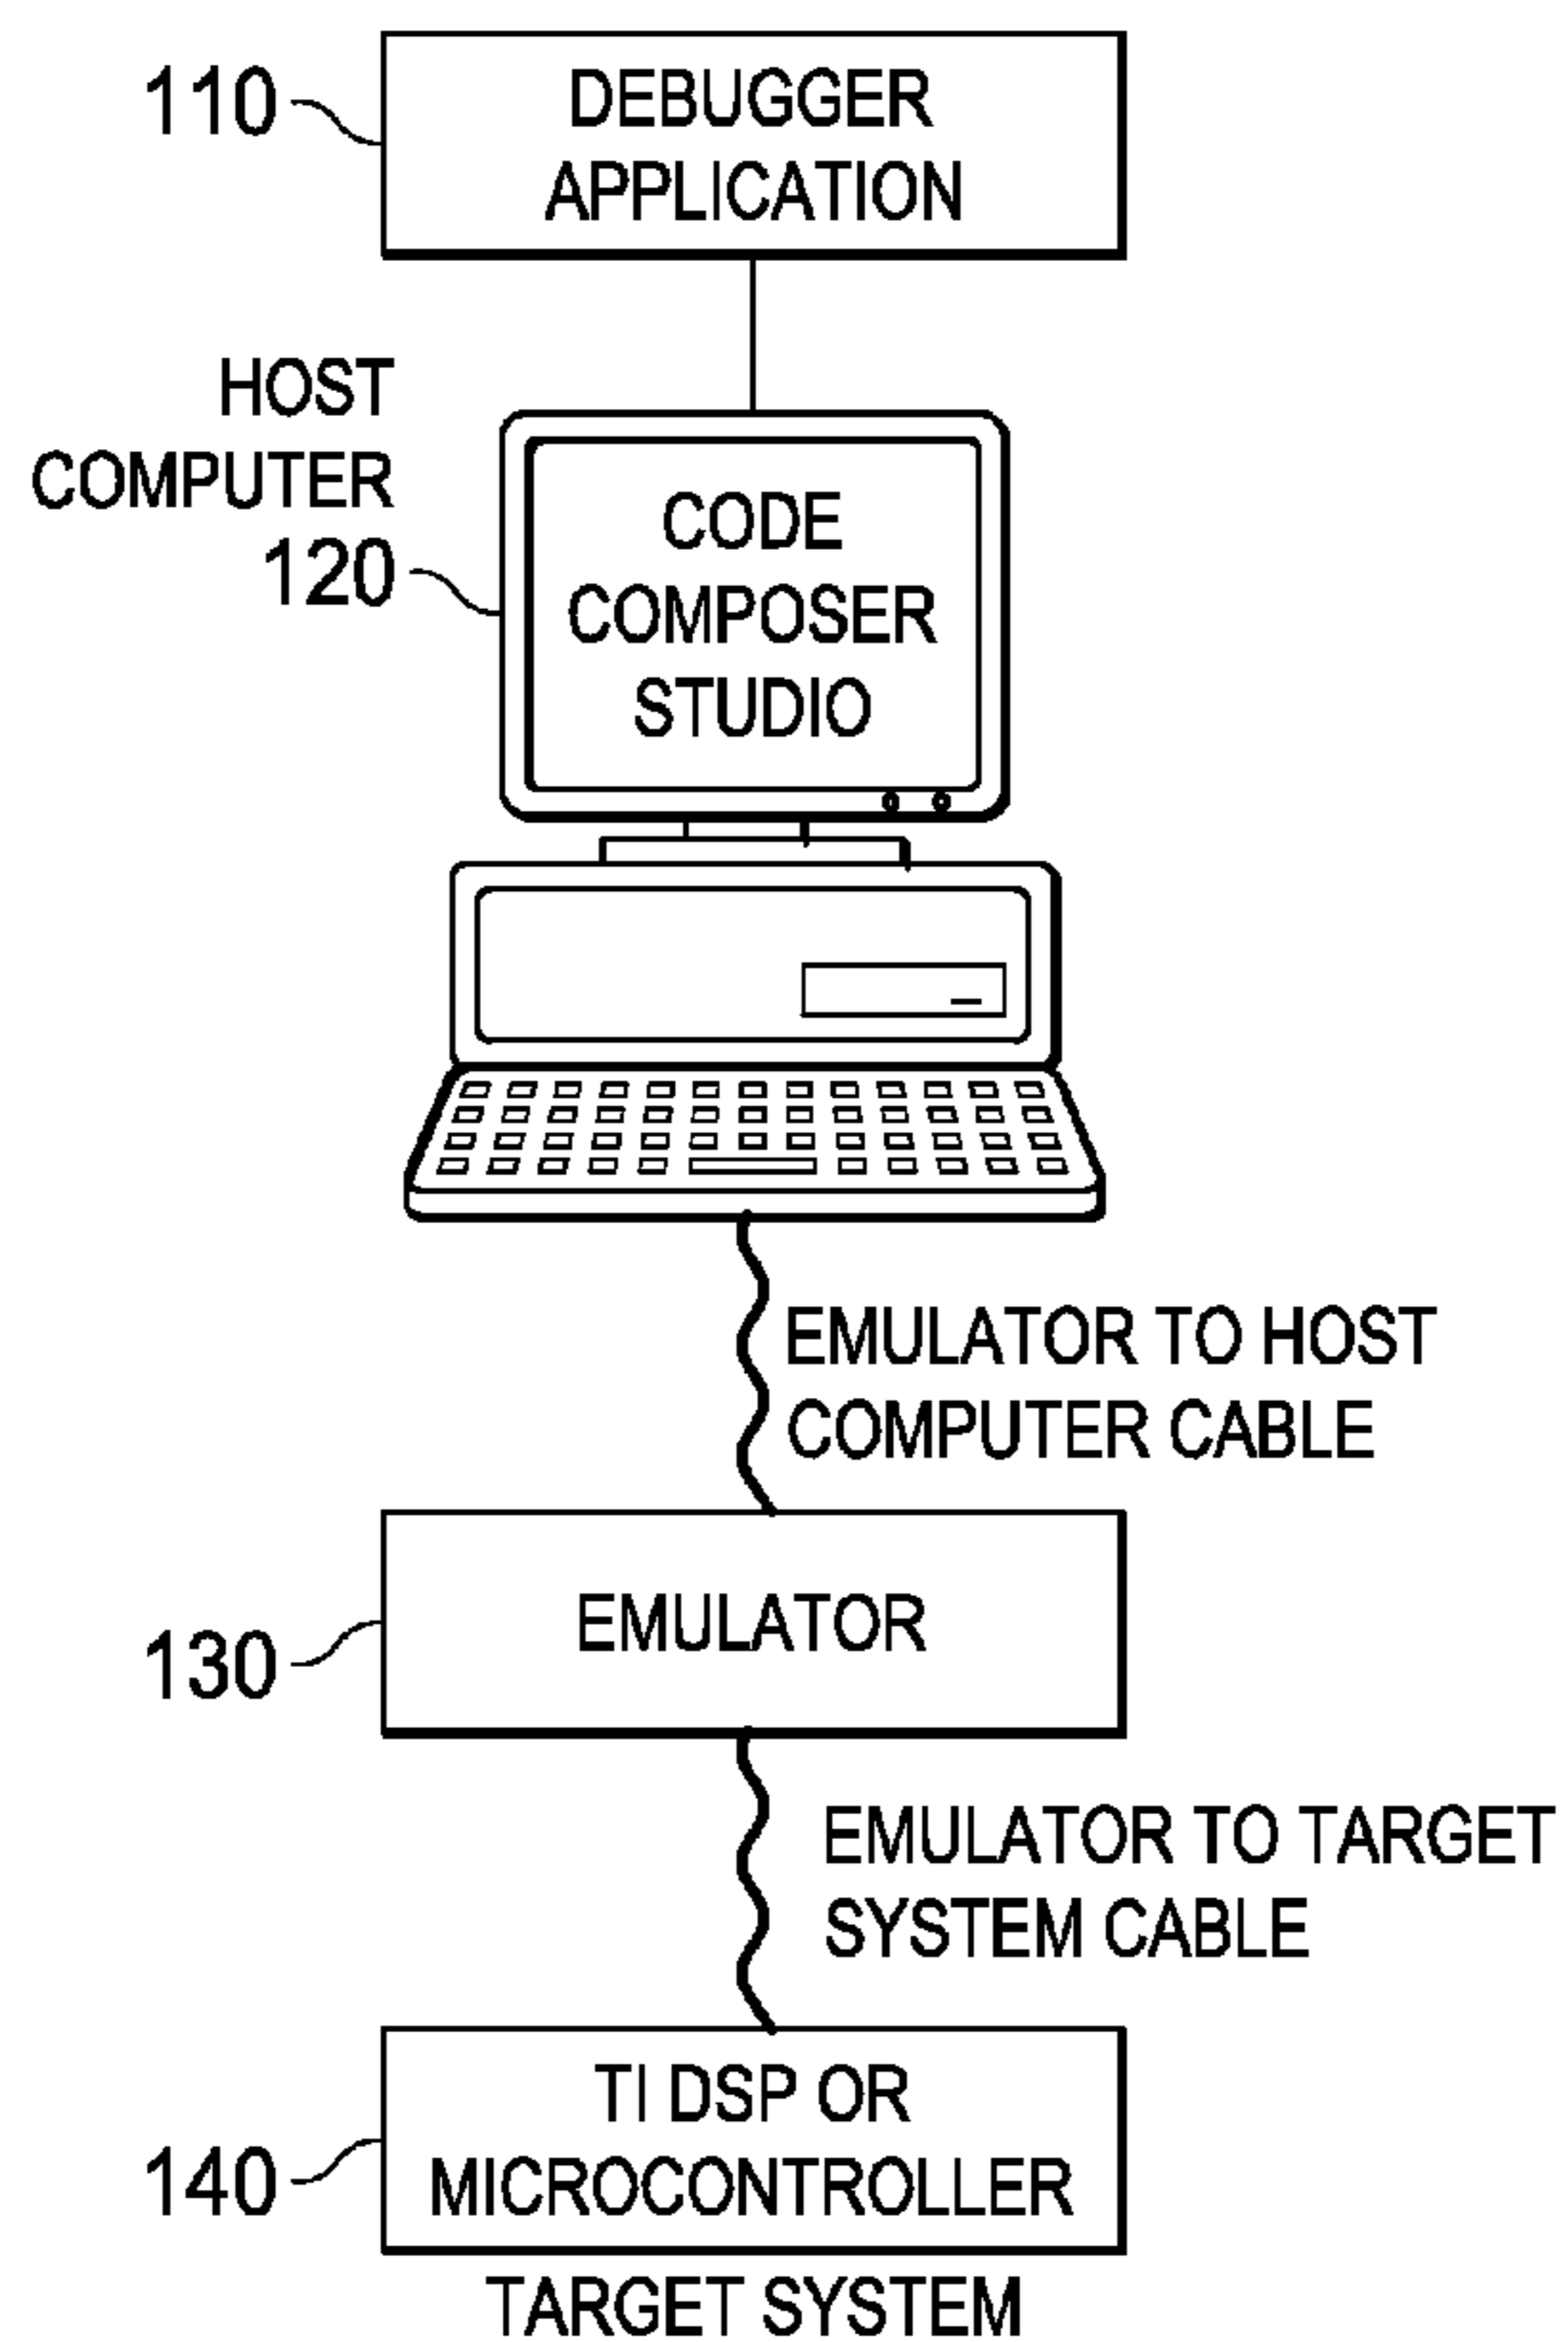 110
DEBUGGER
APPLICATION
HOST
COMPUTER
120
CODE
COMPOSER
STUDIO
EMULATOR TO HOST
COMPUTER CABLE
EMULATOR
130
EMULATOR TO TARGET
SYSTEM CABLE
TI DSP OR
MICROCONTROLLER
140
TARGET SYSTEM